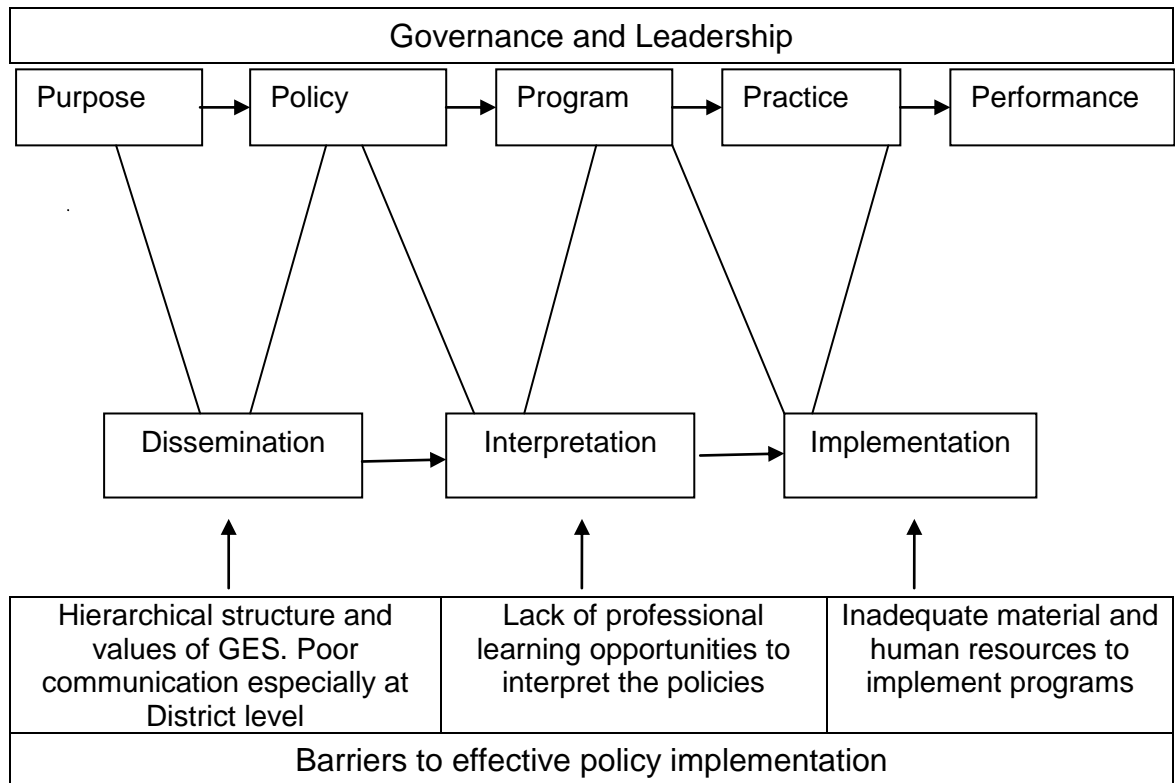 Governance and Leadership
Purpose
Policy
Program
Practice
Performance
Dissemination
Interpretation
Implementation
Hierarchical structure and
values of GES. Poor
communication especially at
District level
Lack of professional
learning opportunities to
interpret the policies
Inadequate material and
human resources to
implement programs
Barriers to effective policy implementation